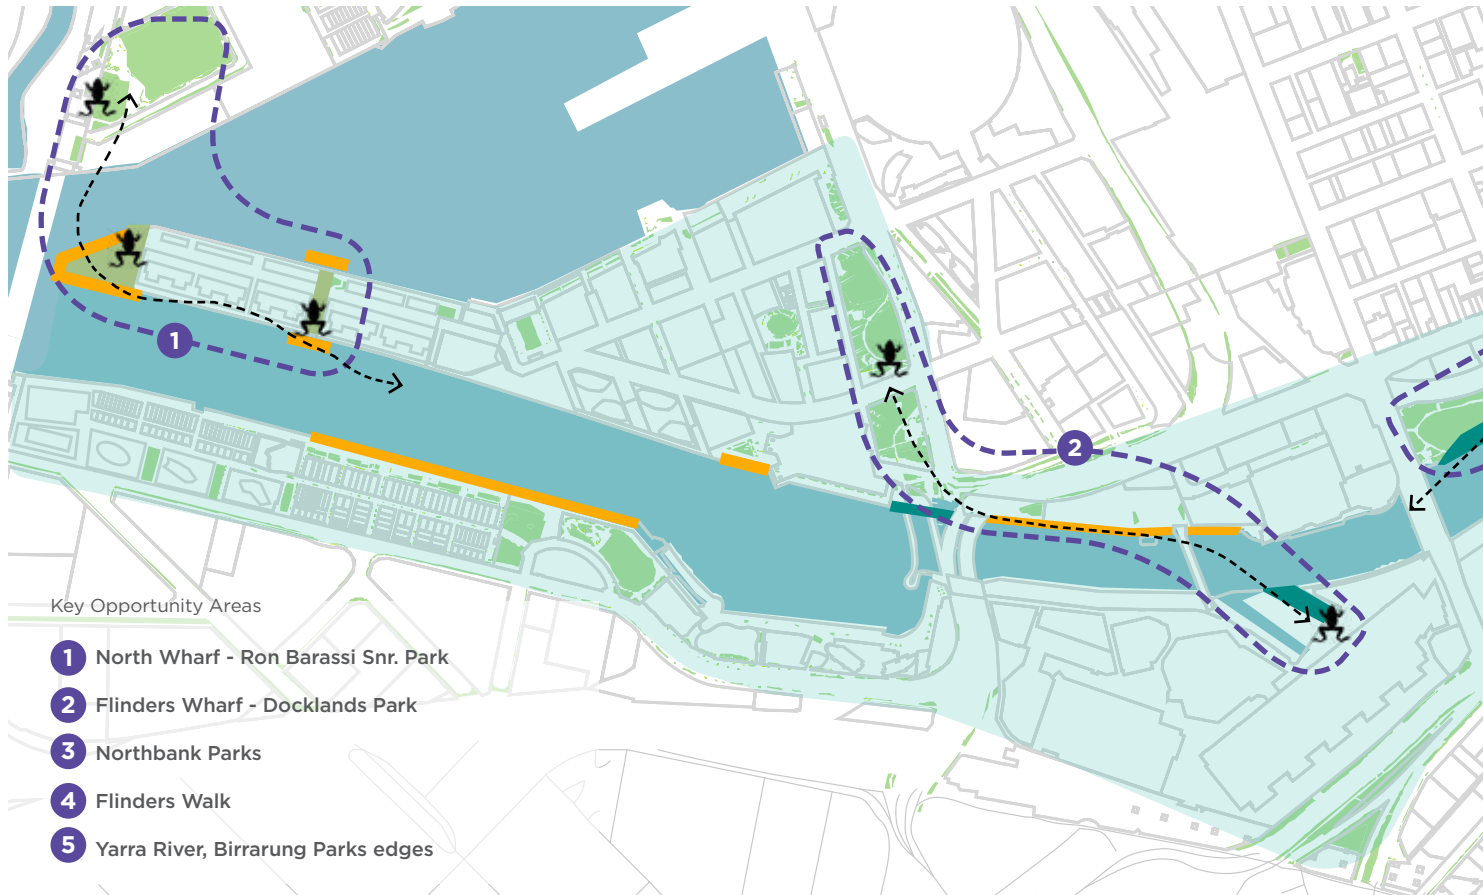 1
2
Key Opportunity Areas
1 North Wharf - Ron Barassi Snr. Park
2 Flinders Wharf - Docklands Park
3 Northbank Parks
4 Flinders Walk
5 Yarra River, Birrarung Parks edges